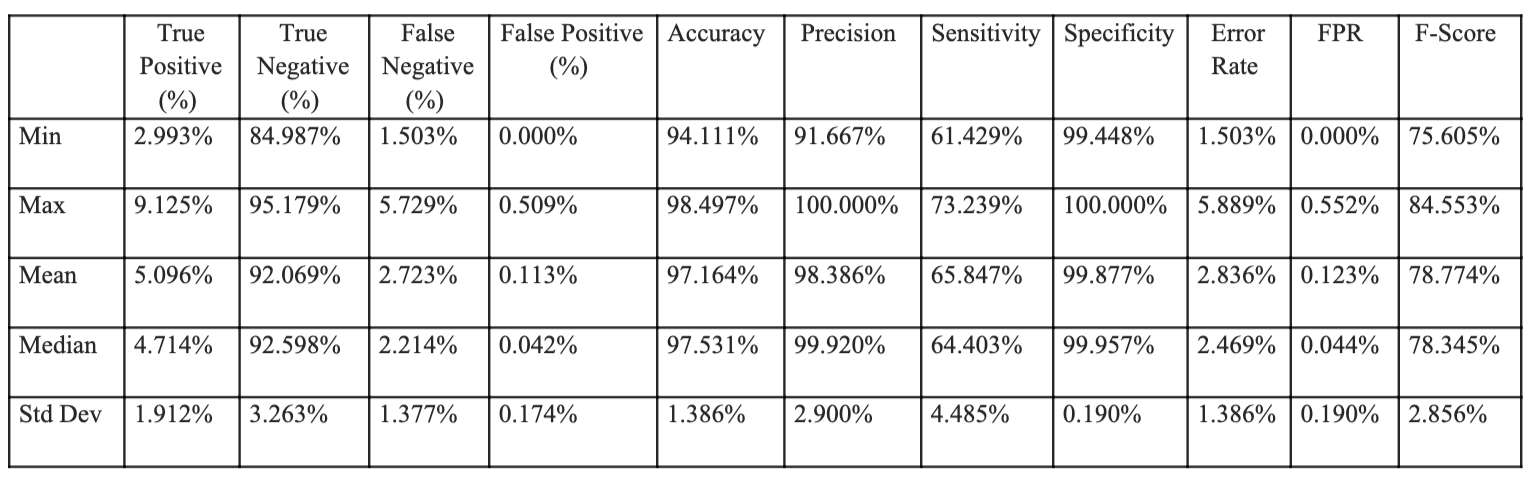 True Positive (%) True Negative (%) False Negative (%) False Positive (%) Accuracy Precision Sensitivity Specificity Error Rate FPR F-Score
Min 2.993% 84.987% 1.503% 0.000% 94.111% 91.667% 61.429% 99.448% 1.503% 0.000% 75.605%
Max 9.125% 95.179% 5.729% 0.509% 98.497% 100.000% 73.239% 100.000% 5.889% 0.552% 84.553%
Mean 5.096% 92.069% 2.723% 0.113% 97.164% 98.386% 65.847% 99.877% 2.836% 0.123% 78.774%
Median 4.714% 92.598% 2.214% 0.042% 97.531% 99.920% 64.403% 99.957% 2.469% 0.044% 78.345%
Std Dev 1.912% 3.263% 1.377% 0.174% 1.386% 2.900% 4.485% 0.190% 1.386% 0.190% 2.856%